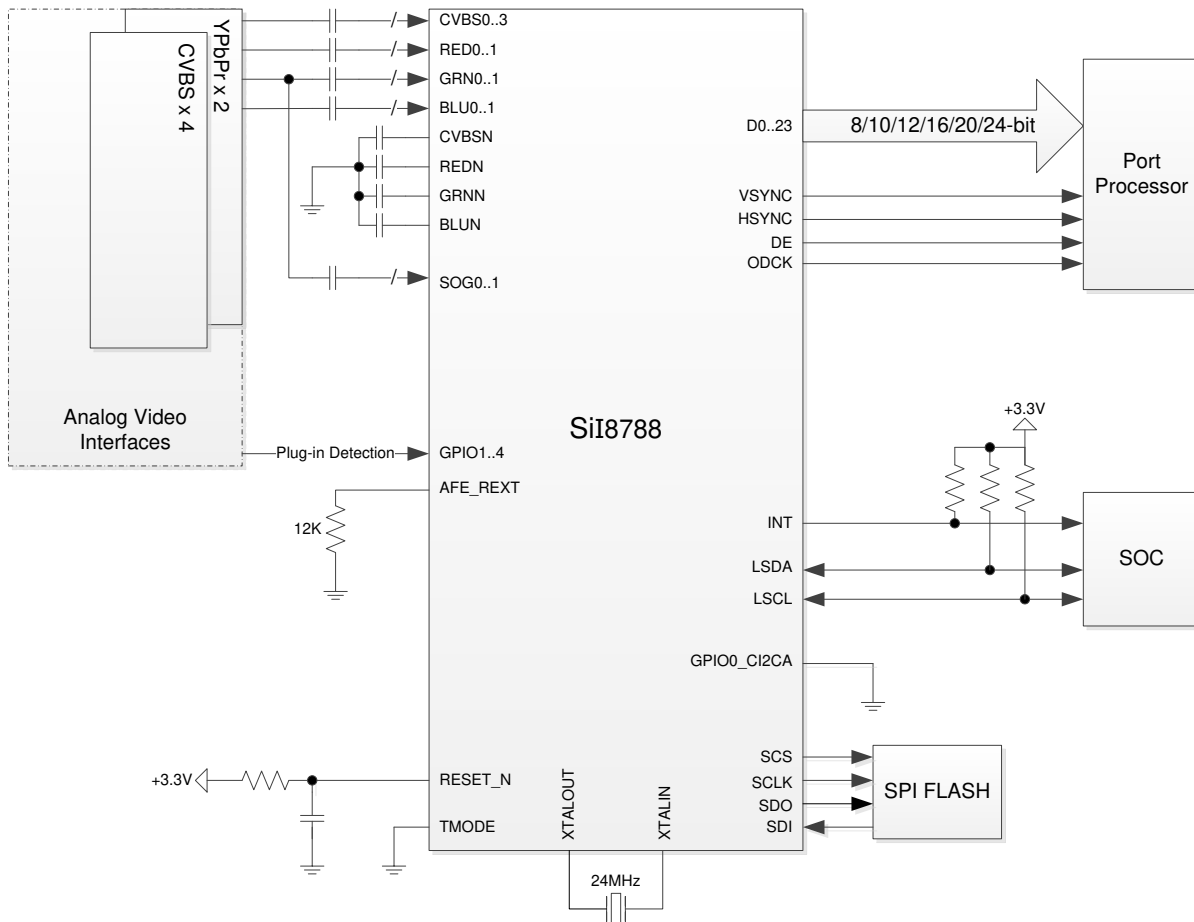 YPbPr x 2
CVBS x 4
Analog Video
Interfaces
CVBS0..3
RED0..1
GRN0..1
BLU0..1
CVBSN
REDN
GRNN
BLUN
SOG0..1
Plug-in Detection
GPIO1..4
AFE_REXT
12K
+3.3V
RESET_N
TMODE
SiI8788
XTALOUT
XTALIN
24MHz
D0..23
8/10/12/16/20/24-bit
VSYNC
HSYNC
DE
ODCK
Port
Processor
+3.3V
INT
LSDA
LSCL
SOC
GPIO0_CI2CA
SCS
SCLK
SDO
SDI
SPI FLASH